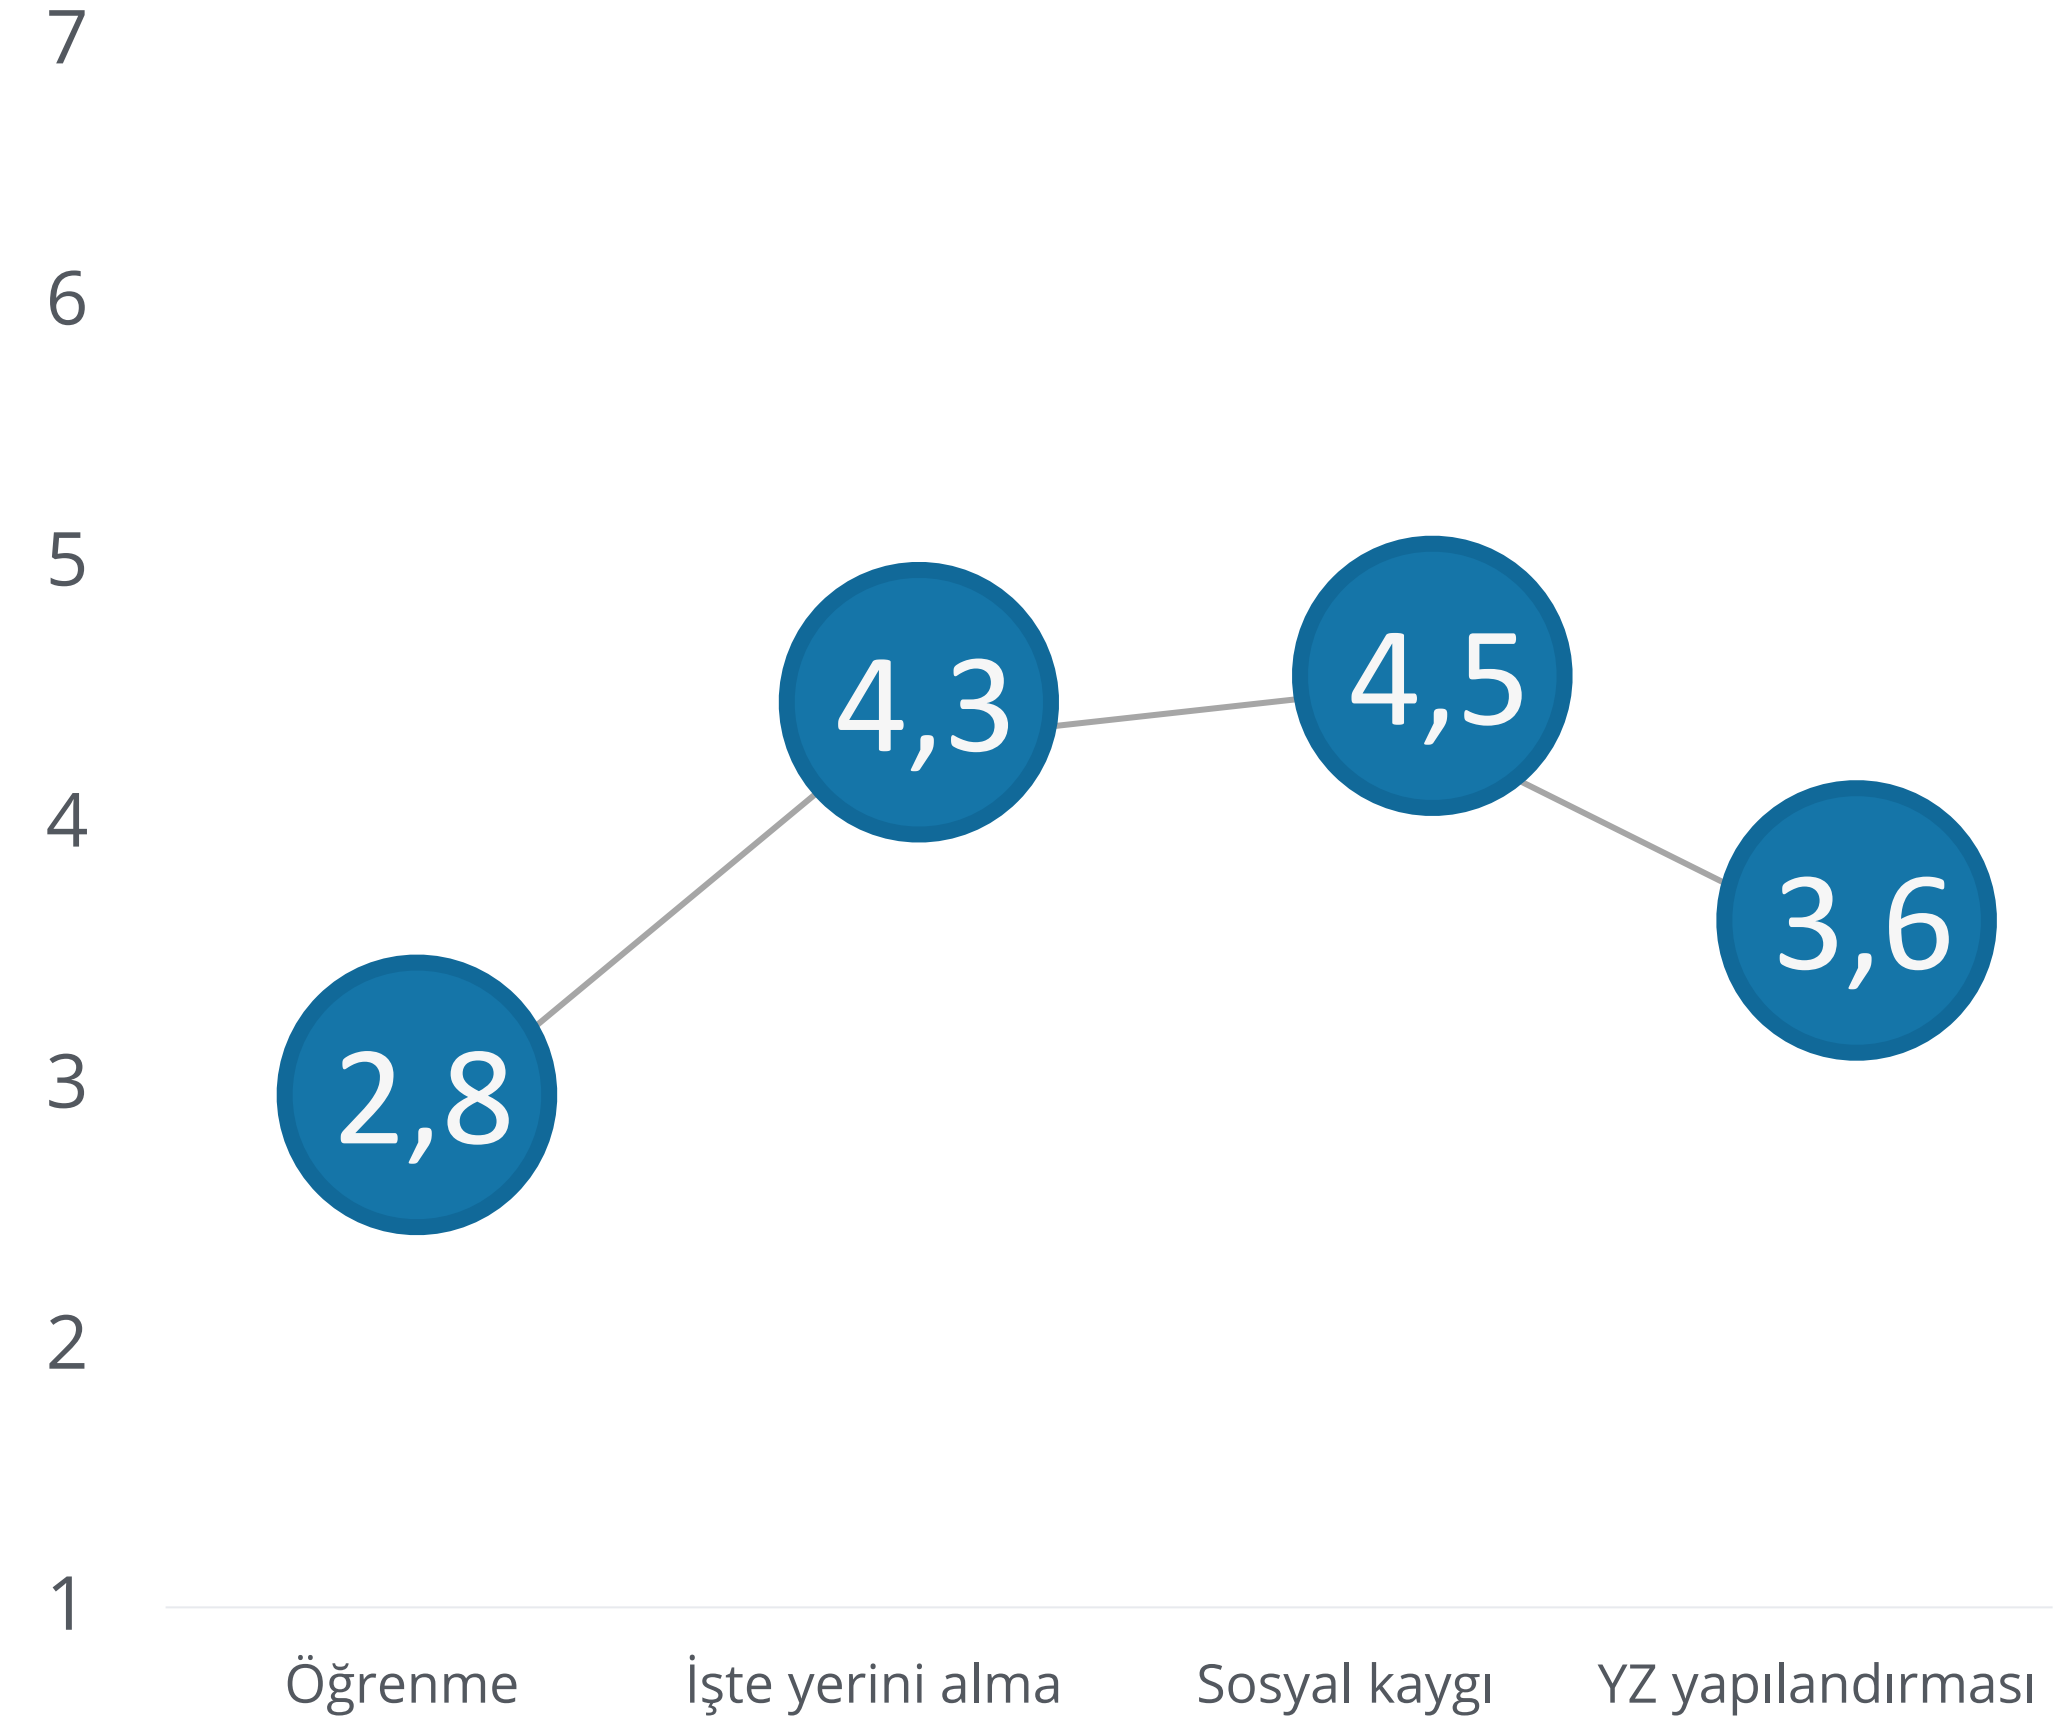 7
6
5
4,5
4,3
4
3,6
3
2,8
2
1
Öğrenme
İşte yerini alma
Sosyal kaygı
YZ yapılandırması